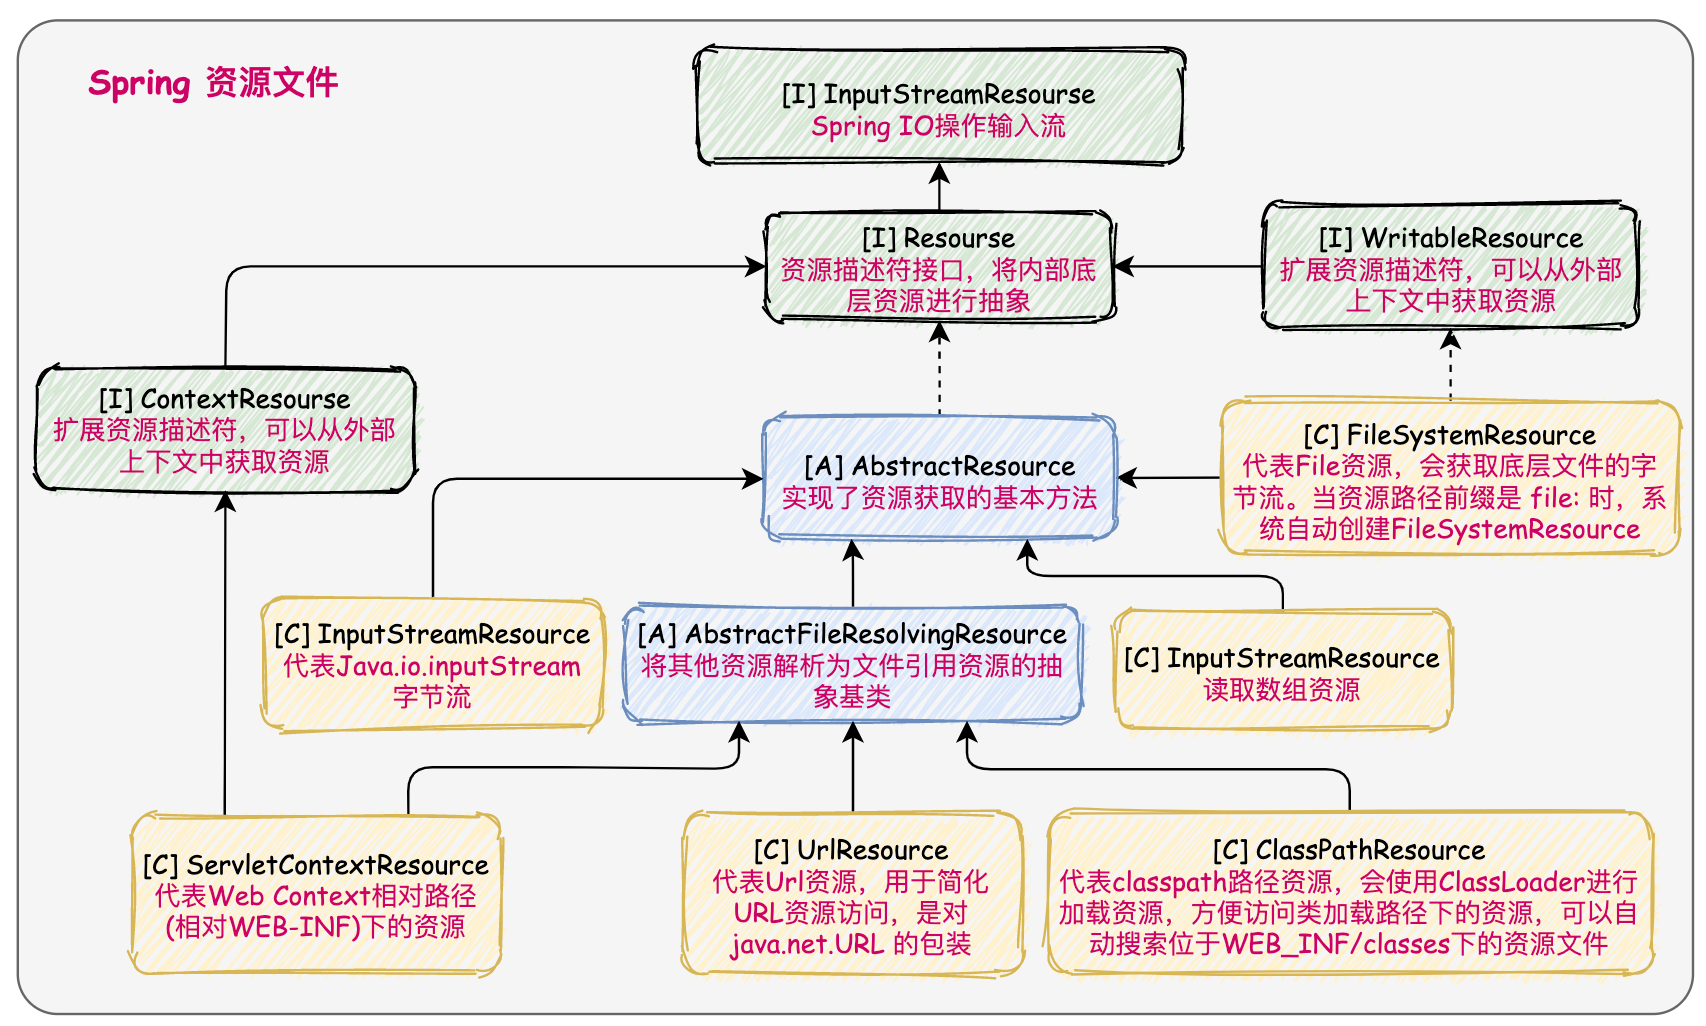 Spring 资源文件
[I] InputStreamResourse
Spring IO操作输入流
[I] Resourse
资源描述符接口，将内部底
层资源进行抽象
[I] WritableResource
扩展资源描述符，可以从外部
上下文中获取资源
[I] ContextResourse
扩展资源描述符，可以从外部
上下文中获取资源
[A] AbstractResource
实现了资源获取的基本方法
[C] FileSystemResource
代表File资源，会获取底层文件的字
节流。当资源路径前缀是 file: 时，系
统自动创建FileSystemResource
[C] InputStreamResource
代表Java.io.inputStream
字节流
[A] AbstractFileResolvingResource
将其他资源解析为文件引用资源的抽
象基类
[C] InputStreamResource
读取数组资源
[C] ServletContextResource
代表Web Context相对路径
(相对WEB-INF)下的资源
[C] UrlResource
代表Url资源，用于简化
URL资源访问，是对
java.net.URL 的包装
[C] ClassPathResource
代表classpath路径资源，会使用ClassLoader进行
加载资源，方便访问类加载路径下的资源，可以自
动搜索位于WEB_INF/classes下的资源文件